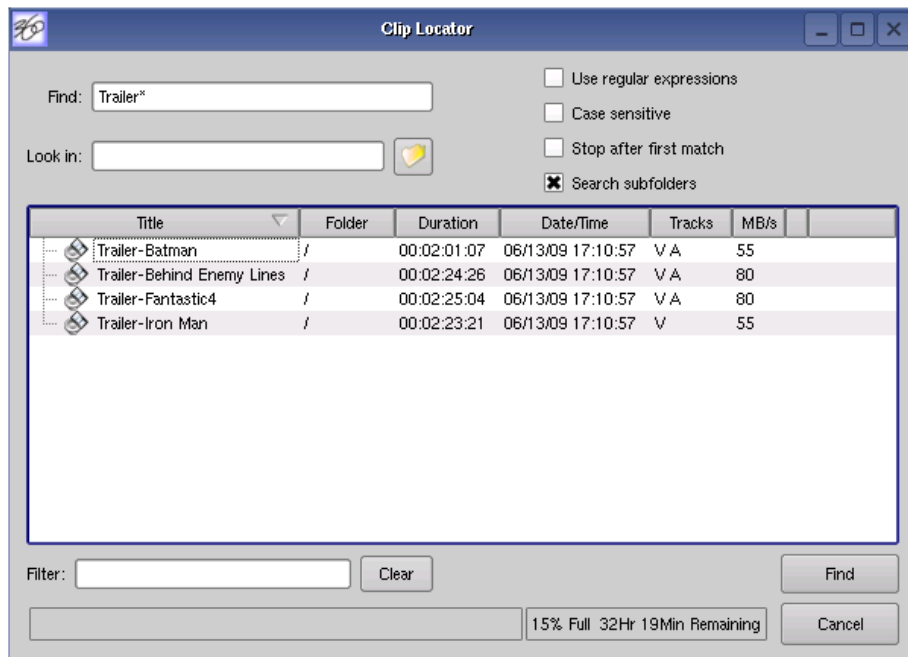 360 Clip Locator
Find: Trailer*
Use regular expressions
Case sensitive
Look in:
Stop after first match
Search subfolders
Title Folder Duration Date/Time Tracks MB/s
Trailer-Batman / 00:02:01:07 06/13/09 17:10:57 V A 55
Trailer-Behind Enemy Lines / 00:02:24:26 06/13/09 17:10:57 V A 80
Trailer-Fantastic4 / 00:02:25:04 06/13/09 17:10:57 V A 80
Trailer-Iron Man / 00:02:23:21 06/13/09 17:10:57 V 55
Filter: Clear Find
15% Full 32Hr 19Min Remaining Cancel